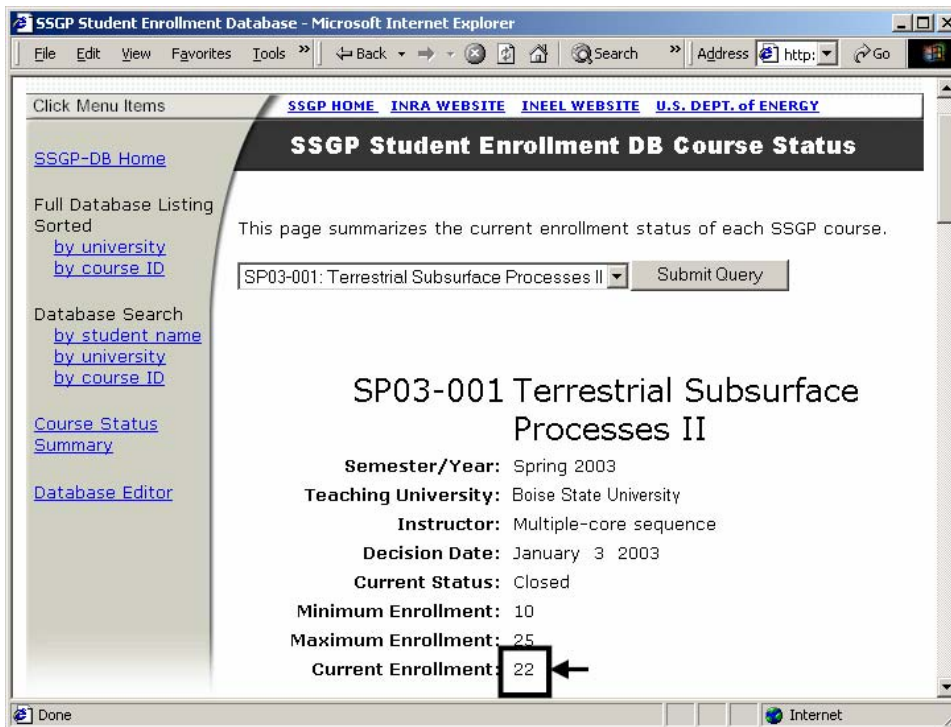 SSGP Student Enrollment Database - Microsoft Internet Explorer
File Edit View Favorites Tools » Back Search » Address http: Go
Click Menu Items
SSGP HOME INRA WEBSITE INEEL WEBSITE U.S. DEPT. of ENERGY
SSGP Student Enrollment DB Course Status
SSGP-DB Home
Full Database Listing
Sorted
by university
by course ID
Database Search
by student name
by university
by course ID
Course Status
Summary
Database Editor
This page summarizes the current enrollment status of each SSGP course.
SP03-001: Terrestrial Subsurface Processes II Submit Query
SP03-001 Terrestrial Subsurface
Processes II
Semester/Year: Spring 2003
Teaching University: Boise State University
Instructor: Multiple-core sequence
Decision Date: January 3 2003
Current Status: Closed
Minimum Enrollment: 10
Maximum Enrollment: 25
Current Enrollment: 22
Done Internet